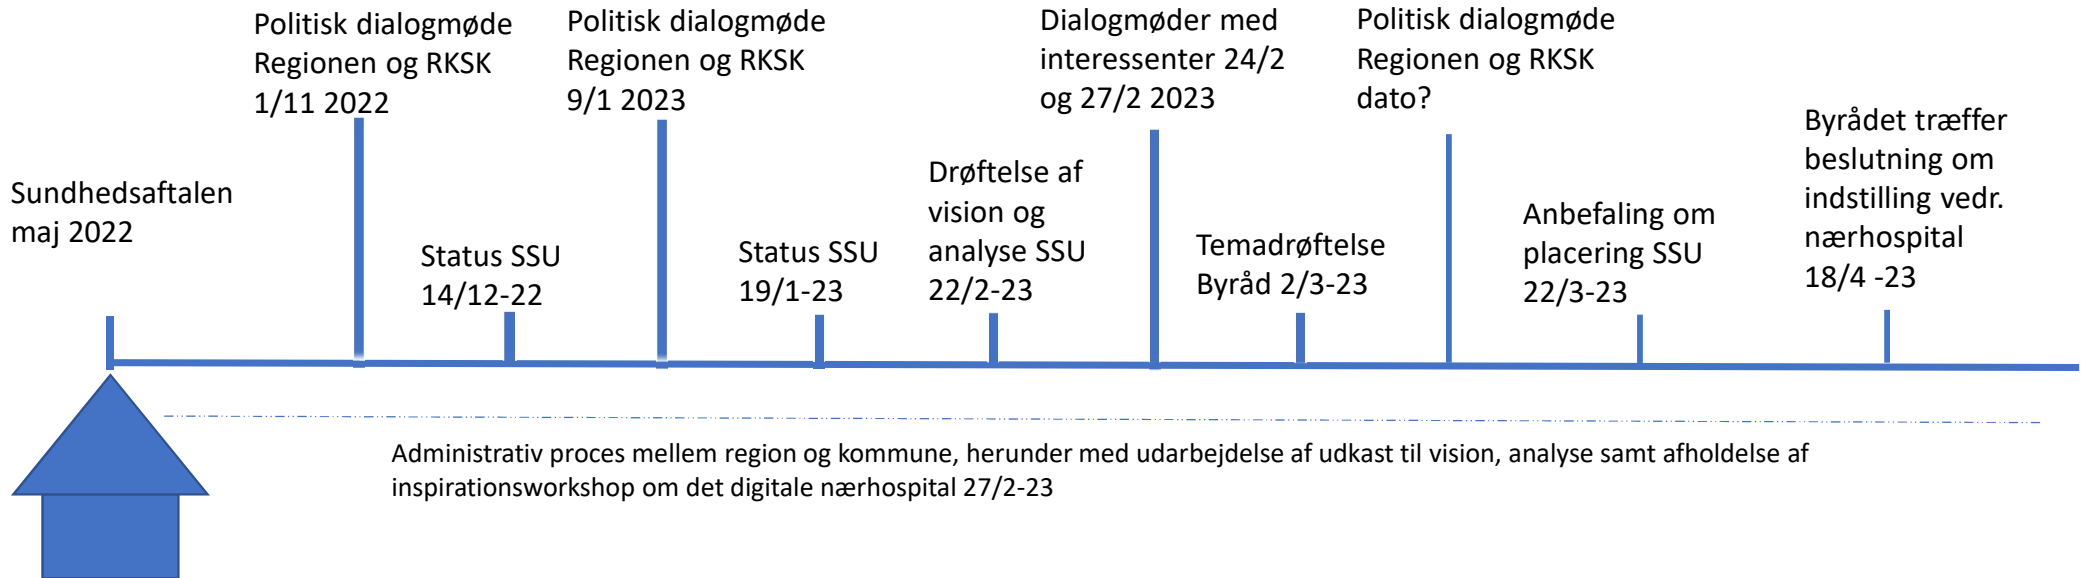 Sundhedsaftalen
maj 2022
Politisk dialogmøde
Regionen og RKSK
1/11 2022
Status SSU
14/12-22
Politisk dialogmøde
Regionen og RKSK
9/1 2023
Status SSU
19/1-23
Drøftelse af
vision og
analyse SSU
22/2-23
Dialogmøder med
interessenter 24/2
og 27/2 2023
Temadrøftelse
Byråd 2/3-23
Politisk dialogmøde
Regionen og RKSK
dato?
Anbefaling om
placering SSU
22/3-23
Byrådet træffer
beslutning om
indstilling vedr.
nærhospital
18/4 -23
Administrativ proces mellem region og kommune, herunder med udarbejdelse af udkast til vision, analyse samt afholdelse af
inspirationsworkshop om det digitale nærhospital 27/2-23